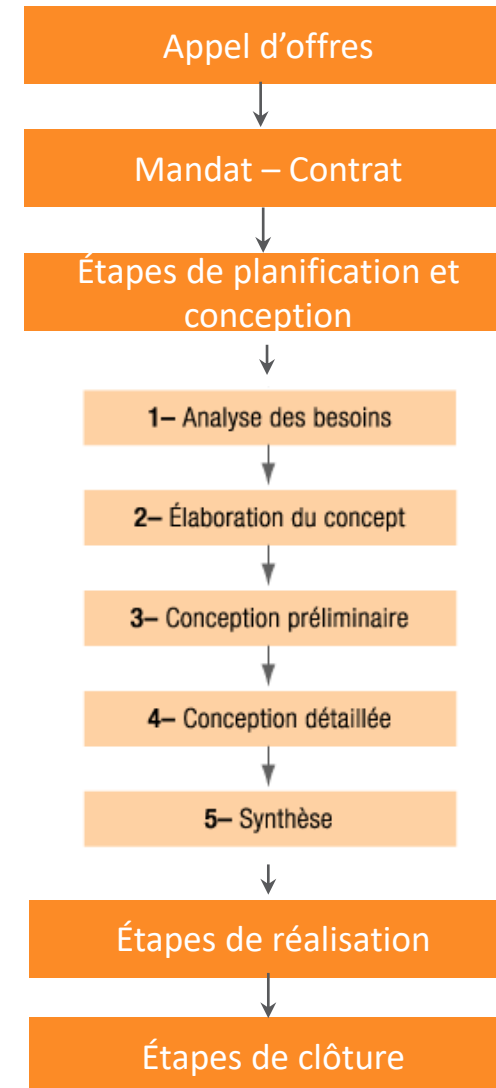 Appel d’offres
Mandat – Contrat
Étapes de planification et
conception
1– Analyse des besoins
2– Élaboration du concept
3– Conception préliminaire
4– Conception détaillée
5– Synthèse
Étapes de réalisation
Étapes de clôture